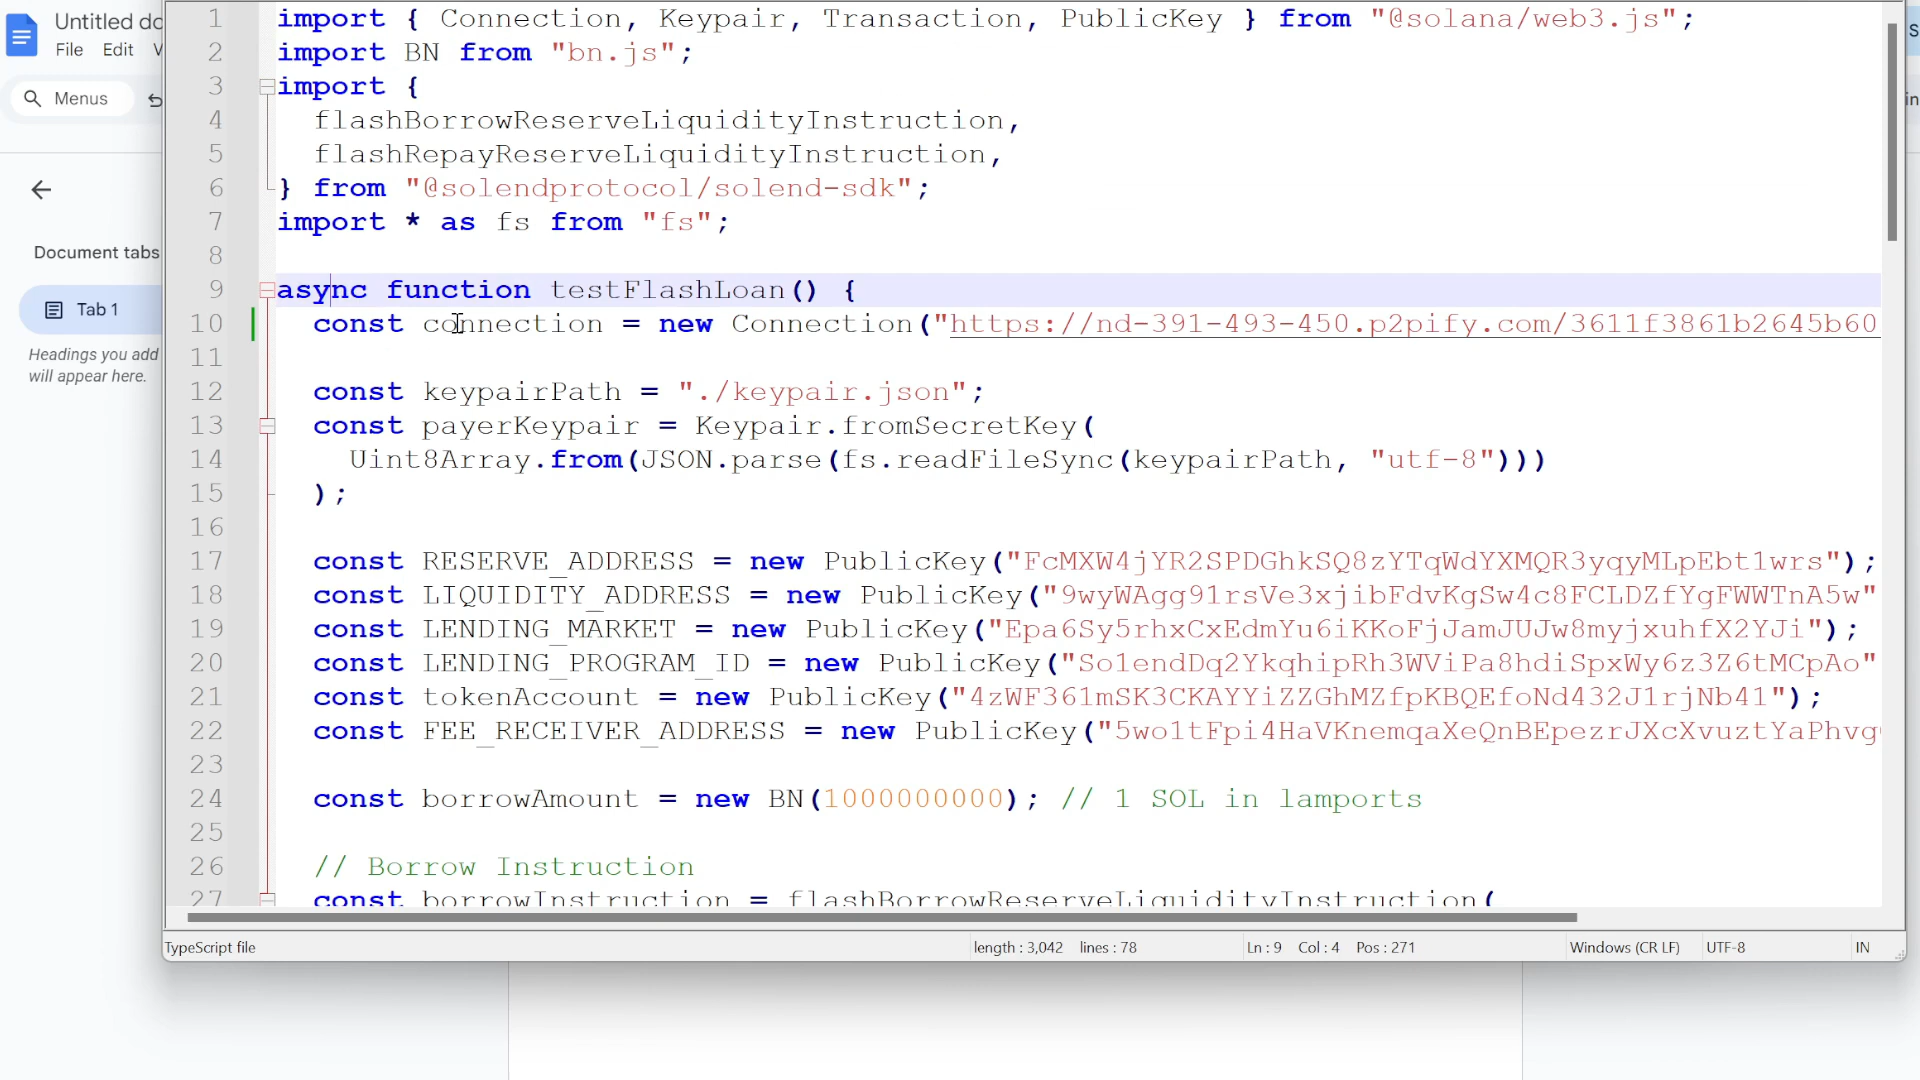 Untitled do
File Edit V
Menus
Document tabs
Tab 1
Headings you add
will appear here.
1 import { Connection, Keypair, Transaction, PublicKey } from "@solana/web3.js";
2 import BN from "bn.js";
3 import {
4 flashBorrowReserveLiquidityInstruction,
5 flashRepayReserveLiquidityInstruction,
6 } from "@solendprotocol/solend-sdk";
7 import * as fs from "fs";
8
9 async function testFlashLoan() {
10 const connection = new Connection("https://nd-391-493-450.p2pify.com/3611f3861b2645b60
11
12 const keypairPath = "./keypair.json";
13 const payerKeypair = Keypair.fromSecretKey(
14 Uint8Array.from(JSON.parse(fs.readFileSync(keypairPath, "utf-8")))
15 );
16
17 const RESERVE_ADDRESS = new PublicKey("FcMXW4jYR2SPDGhkSQ8zYTqWdYXMQR3yqyMLpEbt1wrs");
18 const LIQUIDITY_ADDRESS = new PublicKey("9wyWAgg91rsVe3xjibFdvKgSw4c8FCLDZfYgFWWTnA5w"
19 const LENDING_MARKET = new PublicKey("Epa6Sy5rhxCxEdmYu6iKKoFjJamJUJw8myjxuhfX2YJi");
20 const LENDING_PROGRAM_ID = new PublicKey("So1endDq2YkqhipRh3WViPa8hdiSpxWy6z3Z6tMCpAo"
21 const tokenAccount = new PublicKey("4zWF361mSK3CKAYYiZZGhMZfpKBQEfoNd432J1rjNb41");
22 const FEE_RECEIVER_ADDRESS = new PublicKey("5wo1tFpi4HaVKnemqaXeQnBEpezrJXcXvuztYaPhvg
23
24 const borrowAmount = new BN(1000000000); // 1 SOL in lamports
25
26 // Borrow Instruction
27 const borrowInstruction = flashBorrowReserveLiquidityInstruction(
TypeScript file length : 3,042 lines : 78 Ln : 9 Col : 4 Pos : 271 Windows (CR LF) UTF-8 IN